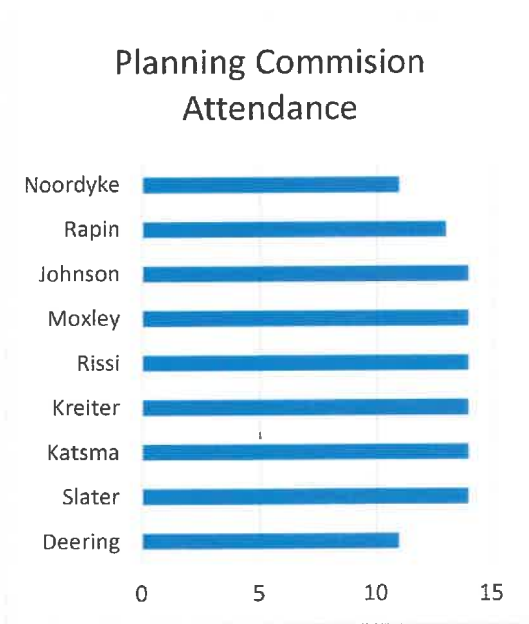 Planning Commision
Attendance
Noordyke
Rapin
Johnson
Moxley
Rissi
Kreiter
Katsma
Slater
Deering
0 5 10 15